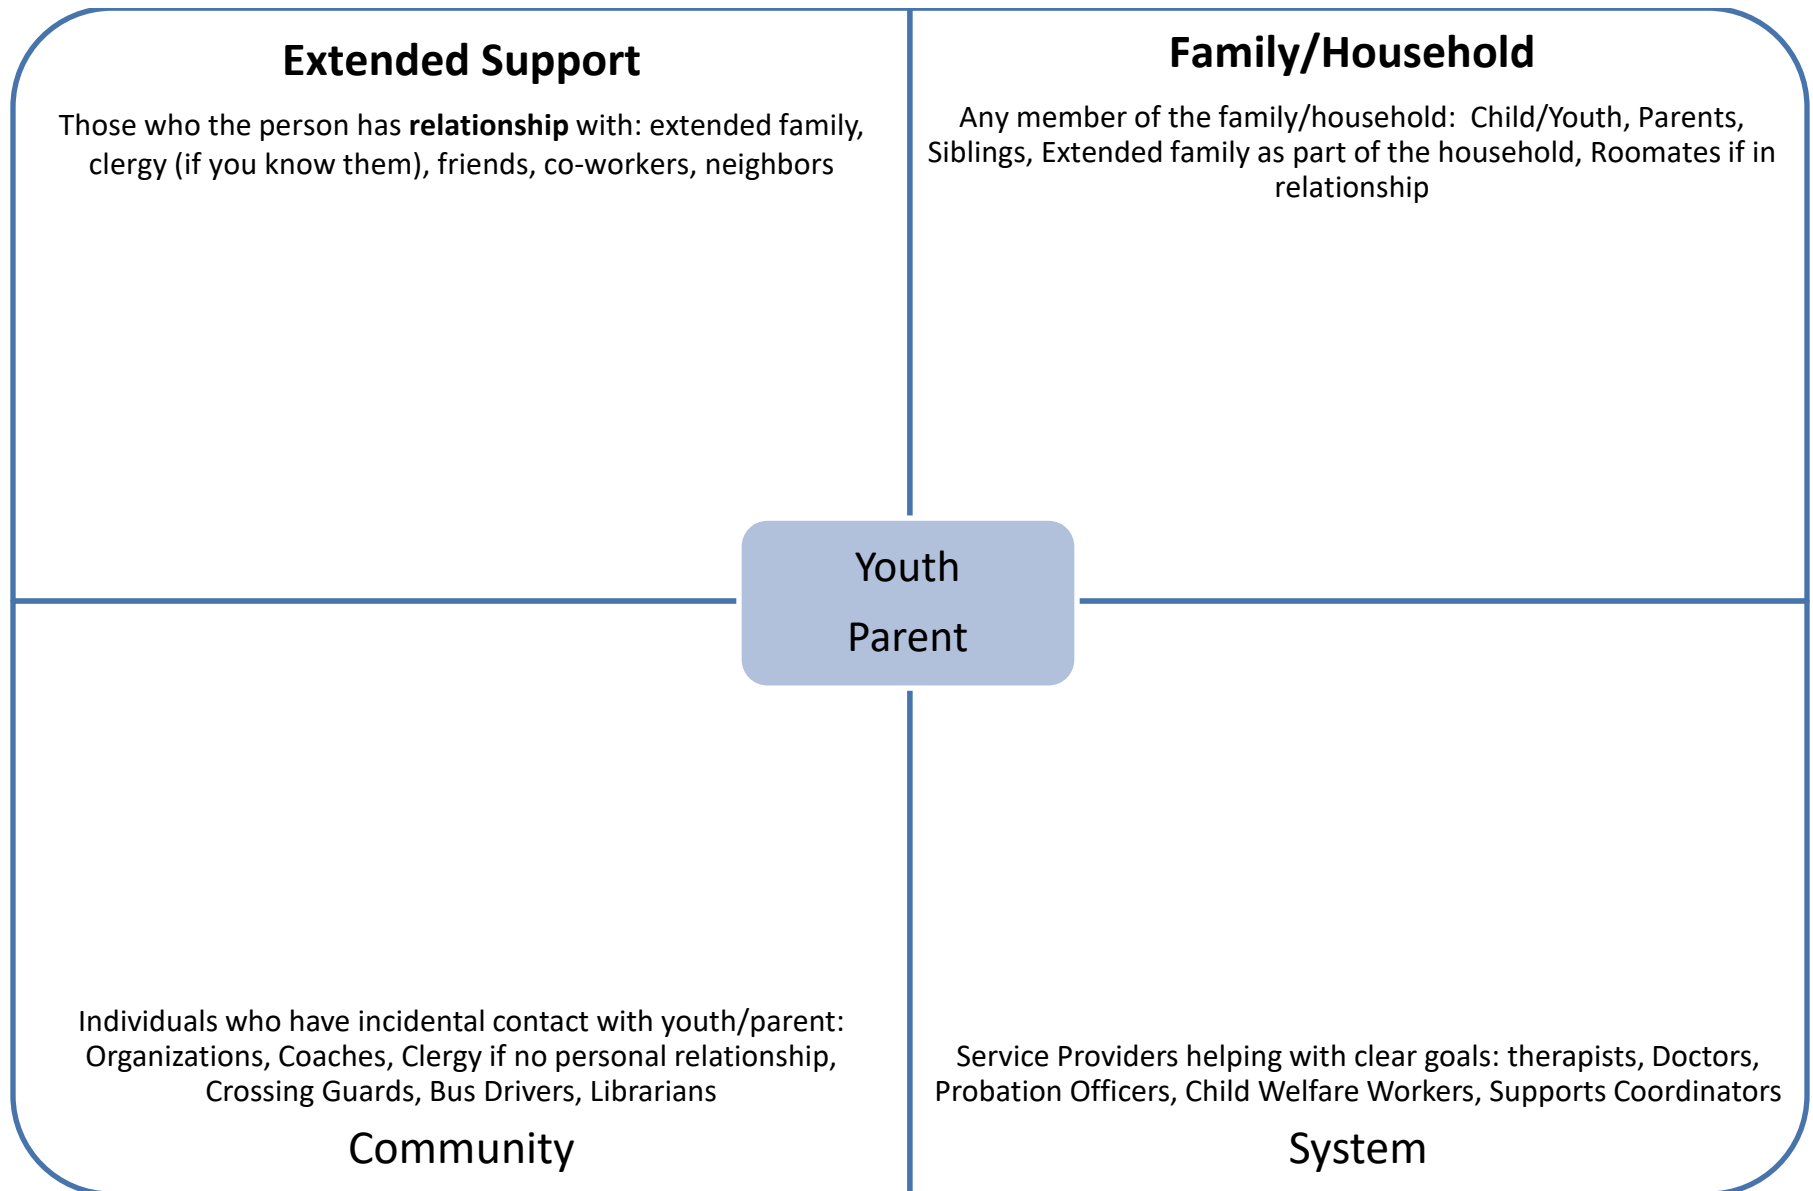 Extended Support
Those who the person has relationship with: extended family,
clergy (if you know them), friends, co-workers, neighbors
Family/Household
Any member of the family/household:  Child/Youth, Parents,
Siblings, Extended family as part of the household, Roomates if in
relationship
Youth
Parent
Individuals who have incidental contact with youth/parent:
Organizations, Coaches, Clergy if no personal relationship,
Crossing Guards, Bus Drivers, Librarians
Community
Service Providers helping with clear goals: therapists, Doctors,
Probation Officers, Child Welfare Workers, Supports Coordinators
System